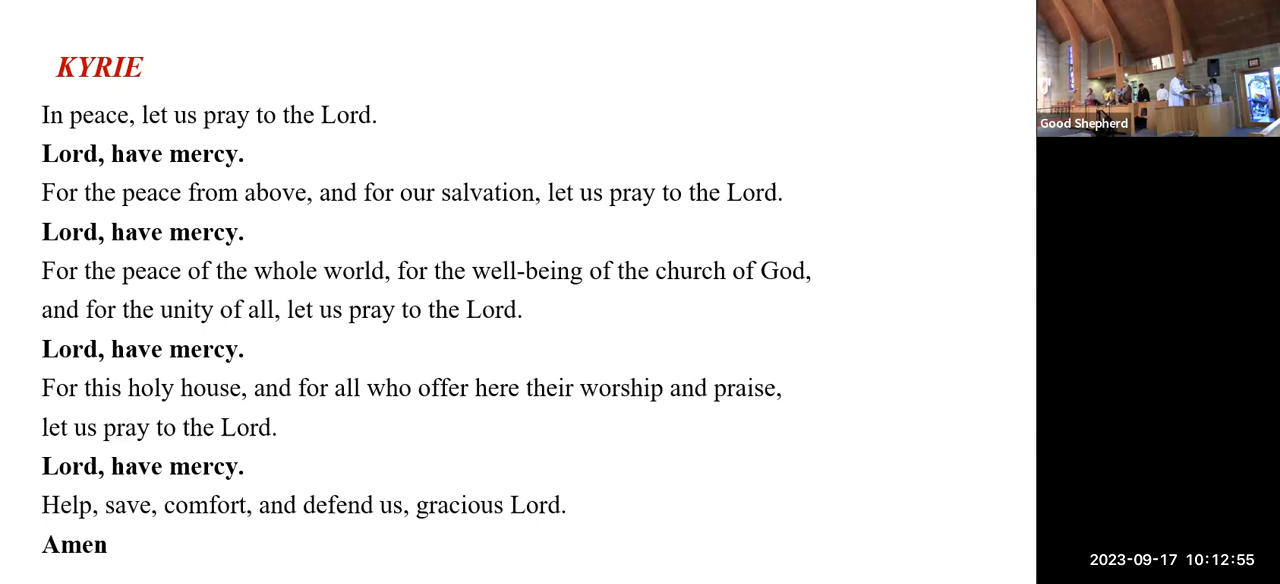 KYRIE
In peace, let us pray to the Lord.
Lord, have mercy.
For the peace from above, and for our salvation, let us pray to the Lord.
Lord, have mercy.
For the peace of the whole world, for the well-being of the church of God,
and for the unity of all, let us pray to the Lord.
Lord, have mercy.
For this holy house, and for all who offer here their worship and praise,
let us pray to the Lord.
Lord, have mercy.
Help, save, comfort, and defend us, gracious Lord.
Amen
Good Shepherd
2023-09-17 10:12:55